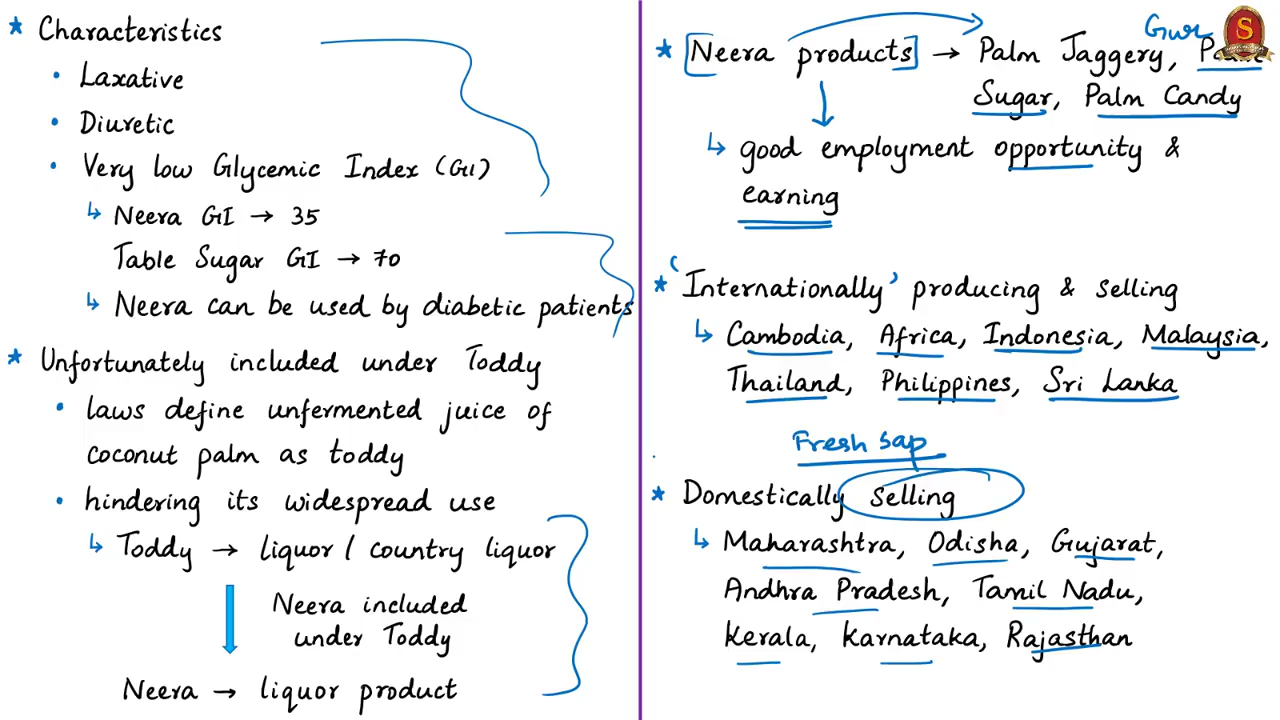 * Characteristics
• Laxative
• Diuretic
• Very low Glycemic Index (GI)
↳ Neera GI → 35
Table Sugar GI → 70
↳ Neera can be used by diabetic patients
* Unfortunately included under Toddy
• laws define unfermented juice of
coconut palm as toddy
• hindering its widespread use
↳ Toddy → liquor / country liquor
Neera included
under Toddy
Neera → liquor product
Gur
S
* [Neera products] → Palm Jaggery,
Sugar, Palm Candy
↳ good employment opportunity &
earning
* 'Internationally' producing & selling
↳ Cambodia, Africa, Indonesia, Malaysia,
Thailand, Philippines, Sri Lanka
Fresh sap
* Domestically selling
↳ Maharashtra, Odisha, Gujarat,
Andhra Pradesh, Tamil Nadu,
Kerala, Karnataka, Rajasthan